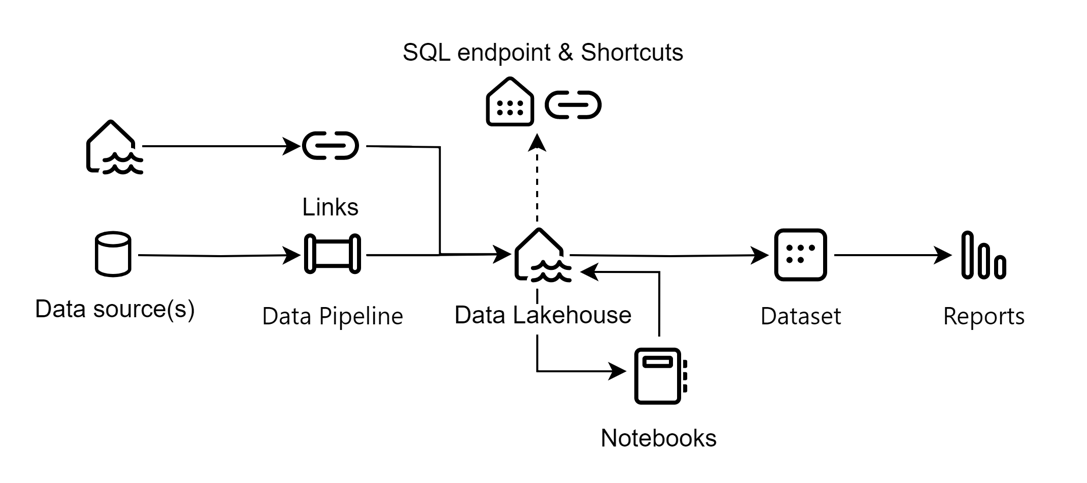 SQL endpoint & Shortcuts
Links
Data source(s)
Data Pipeline
Data Lakehouse
Dataset
Reports
Notebooks